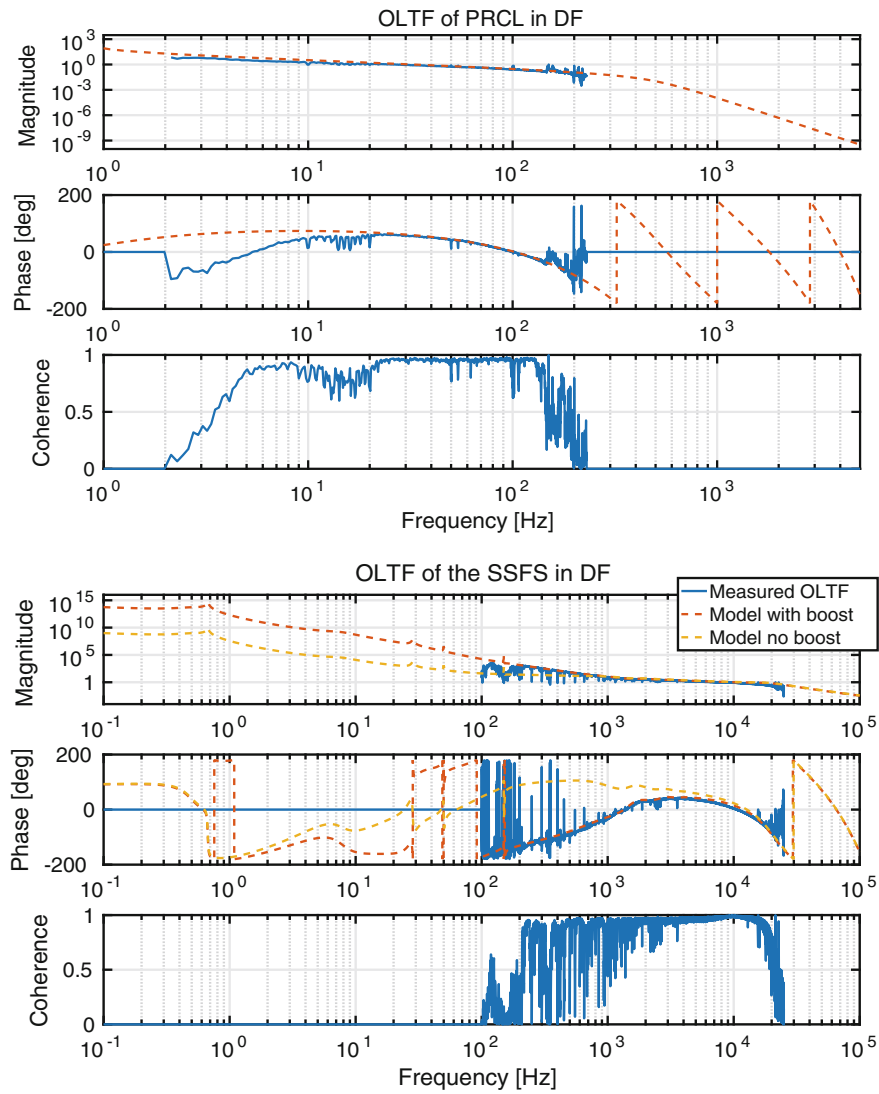 OLTF of PRCL in DF
Magnitude
10^3
10^0
10^-3
10^-6
10^-9
10^0 10^1 10^2 10^3
Phase [deg]
200
0
-200
10^0 10^1 10^2 10^3
Coherence
1
0.5
0
10^0 10^1 10^2 10^3
Frequency [Hz]
OLTF of the SSFS in DF
Measured OLTF
Model with boost
Model no boost
Magnitude
10^15
10^10
10^5
1
10^-1 10^0 10^1 10^2 10^3 10^4 10^5
Phase [deg]
200
0
-200
10^-1 10^0 10^1 10^2 10^3 10^4 10^5
Coherence
1
0.5
0
10^-1 10^0 10^1 10^2 10^3 10^4 10^5
Frequency [Hz]